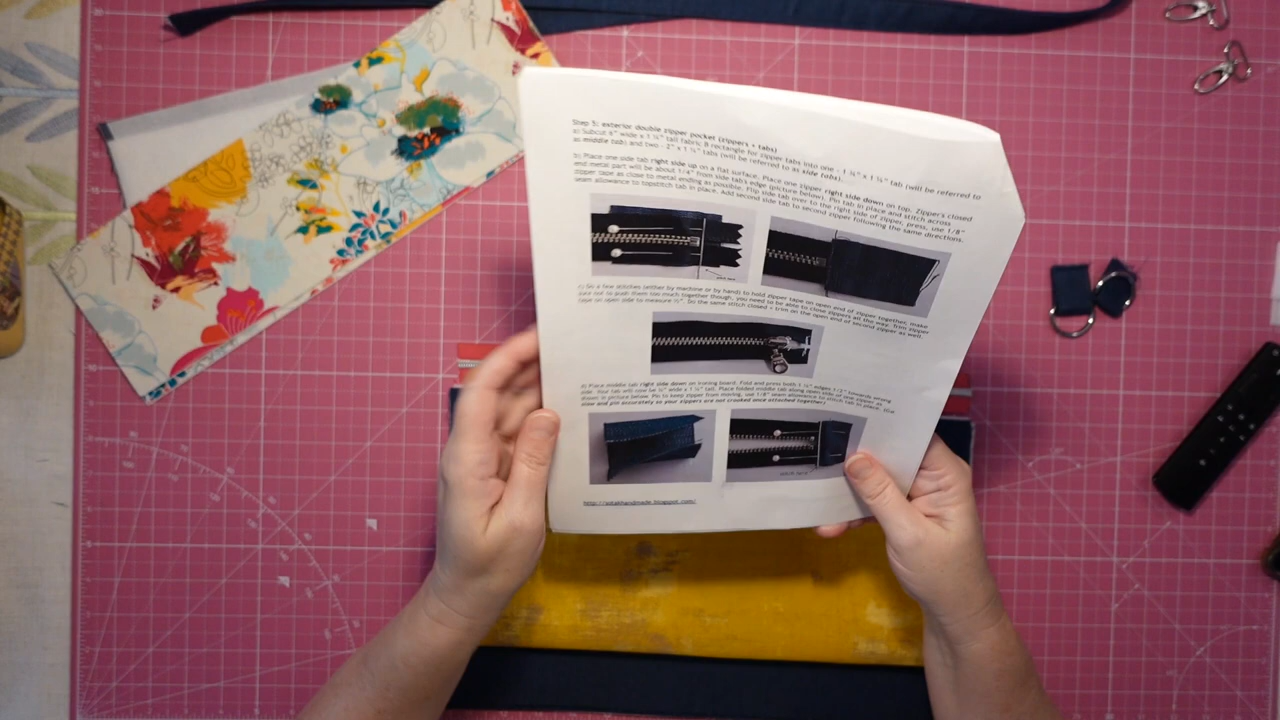 Step 5: exterior double zipper pocket (zippers + tabs)
a) Subcut 6" wide x 1 ¼" tall fabric B rectangle for zipper tabs into one - 1 ¼" x 1 ¼" tab (will be referred to
as middle tab) and two - 2" x 1 ¼" tabs (will be referred to as side tabs).
b) Place one side tab right side up on a flat surface. Place one zipper right side down on top. Zipper's closed
end metal part will be about 1/4" from side tab's edge (picture below). Pin tab in place and stitch across
zipper tape as close to metal ending as possible. Flip side tab over to the right side of zipper, press, use 1/8"
seam allowance to topstitch tab in place. Add second side tab to second zipper following the same directions.
c) So a few stitches (either by machine or by hand) to hold zipper tape on open end of zipper together, make
sure not to push them too much together though, you need to be able to close zippers all the way. Trim zipper
tape on open side to measure ½". So the same stitch closed + trim on the open end of second zipper as well.
d) Place middle tab right side down on ironing board. Fold and press both 1 ¼" edges 1/2" inwards wrong
side. Your tab will now be ½" wide x 1 ¼" tall. Place folded middle tab along open side of one zipper as
shown in picture below. Pin to keep zipper from moving, use 1/8" seam allowance to stitch tab in place.
slow and pin accurately so your zippers are not crooked once attached together)
http://sotakhandmade.blogspot.com/